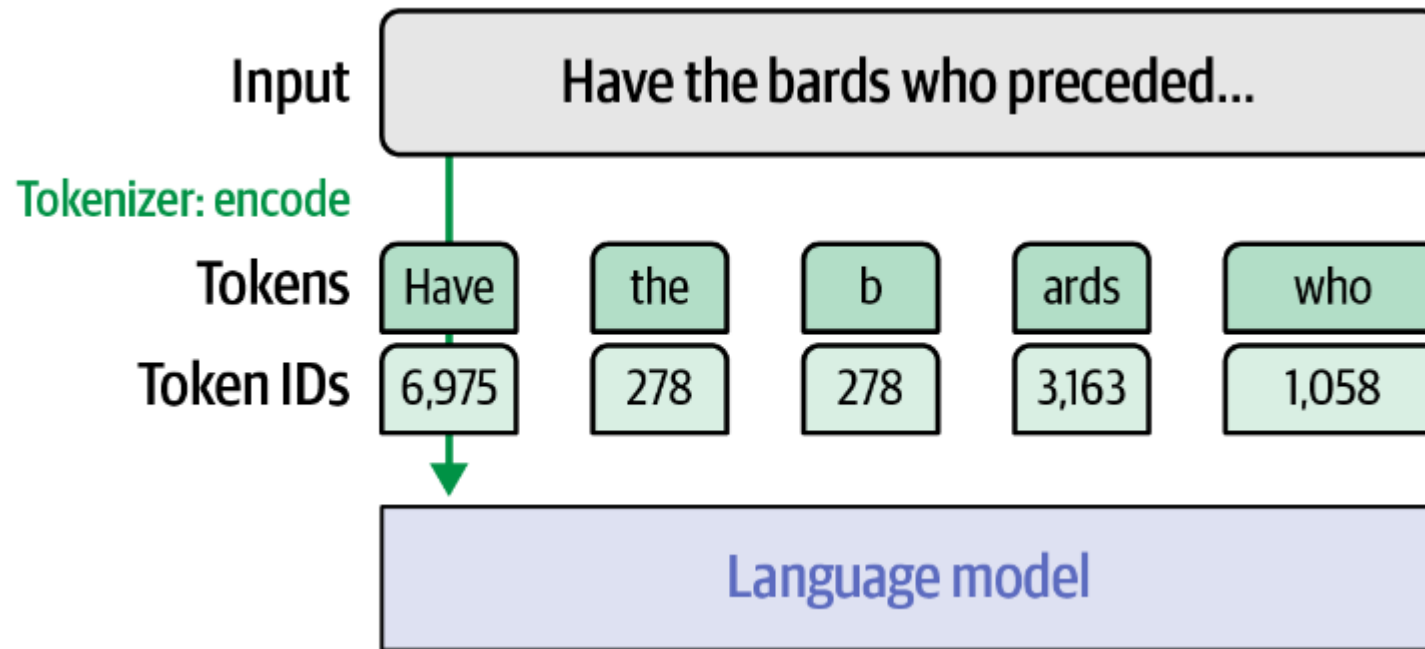 Input Have the bards who preceded...
Tokenizer: encode
Tokens Have the b ards who
Token IDs 6,975 278 278 3,163 1,058
Language model